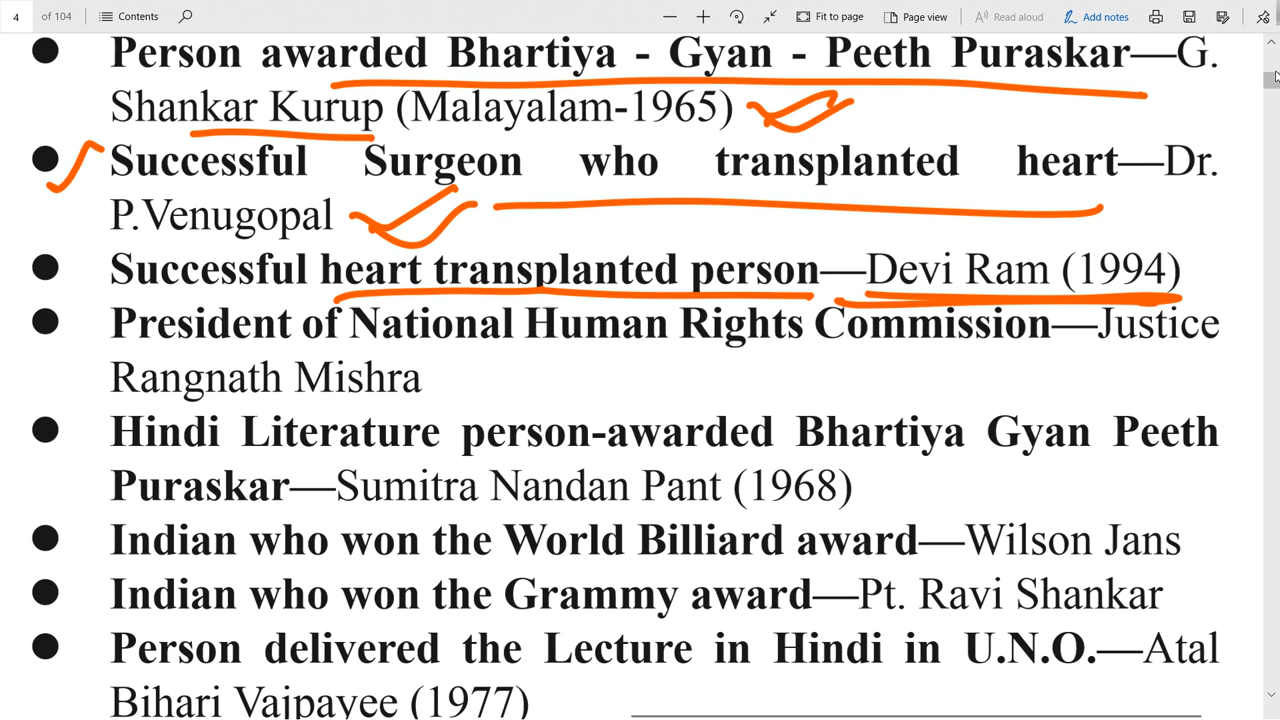 4 of 104 Contents Fit to page Page view Read aloud Add notes
Person awarded Bhartiya - Gyan - Peeth Puraskar—G.
Shankar Kurup (Malayalam-1965)
Successful Surgeon who transplanted heart—Dr.
P.Venugopal
Successful heart transplanted person—Devi Ram (1994)
President of National Human Rights Commission—Justice
Rangnath Mishra
Hindi Literature person-awarded Bhartiya Gyan Peeth
Puraskar—Sumitra Nandan Pant (1968)
Indian who won the World Billiard award—Wilson Jans
Indian who won the Grammy award—Pt. Ravi Shankar
Person delivered the Lecture in Hindi in U.N.O.—Atal
Bihari Vajpayee (1977)